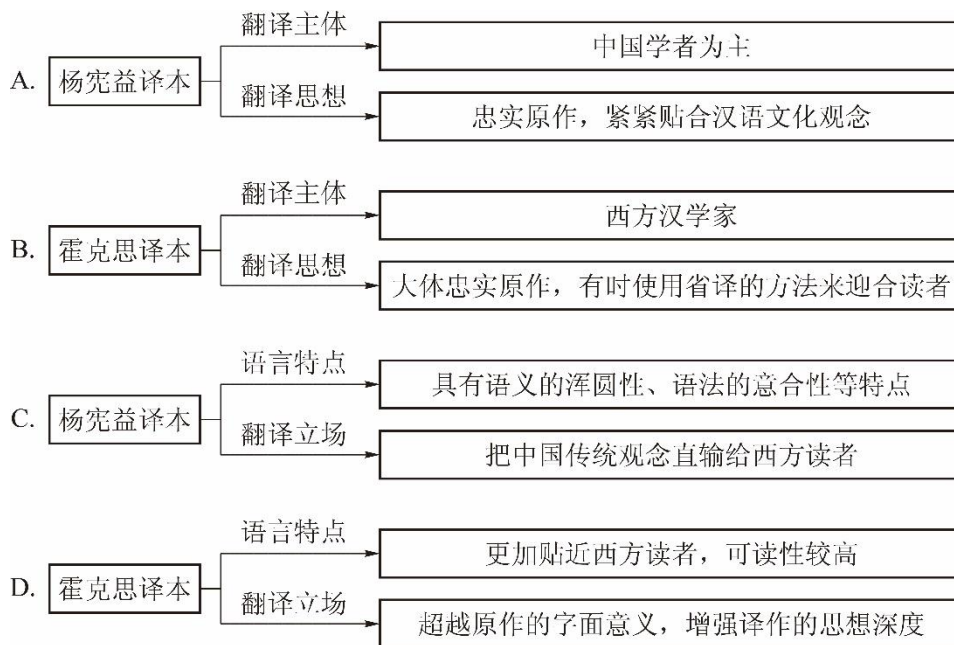 翻译主体
中国学者为主
A. 杨宪益译本
翻译思想
忠实原作，紧紧贴合汉语文化观念
翻译主体
西方汉学家
B. 霍克思译本
翻译思想
大体忠实原作，有时使用省译的方法来迎合读者
语言特点
具有语义的浑圆性、语法的意合性等特点
C. 杨宪益译本
翻译立场
把中国传统观念直输给西方读者
语言特点
更加贴近西方读者，可读性较高
D. 霍克思译本
翻译立场
超越原作的字面意义，增强译作的思想深度